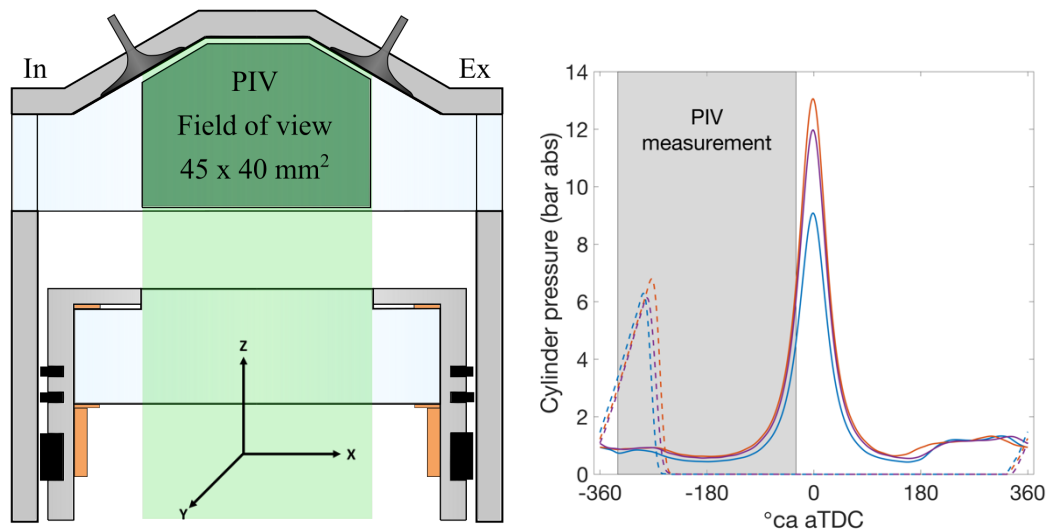 In
Ex
PIV
Field of view
45 x 40 mm²
Z
X
Y
Cylinder pressure (bar abs)
14
12
10
8
6
4
2
0
PIV
measurement
-360
-180
0
180
360
°ca aTDC